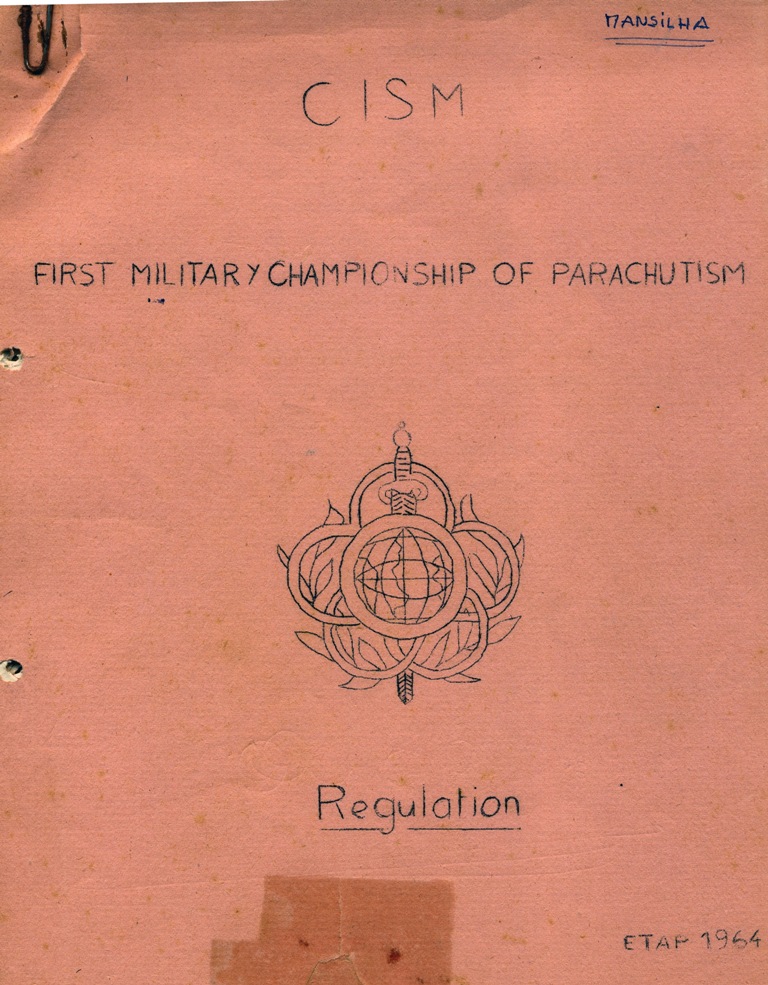 MANSILHA
CISM
FIRST MILITARY CHAMPIONSHIP OF PARACHUTISM
Regulation
ETAP 1964